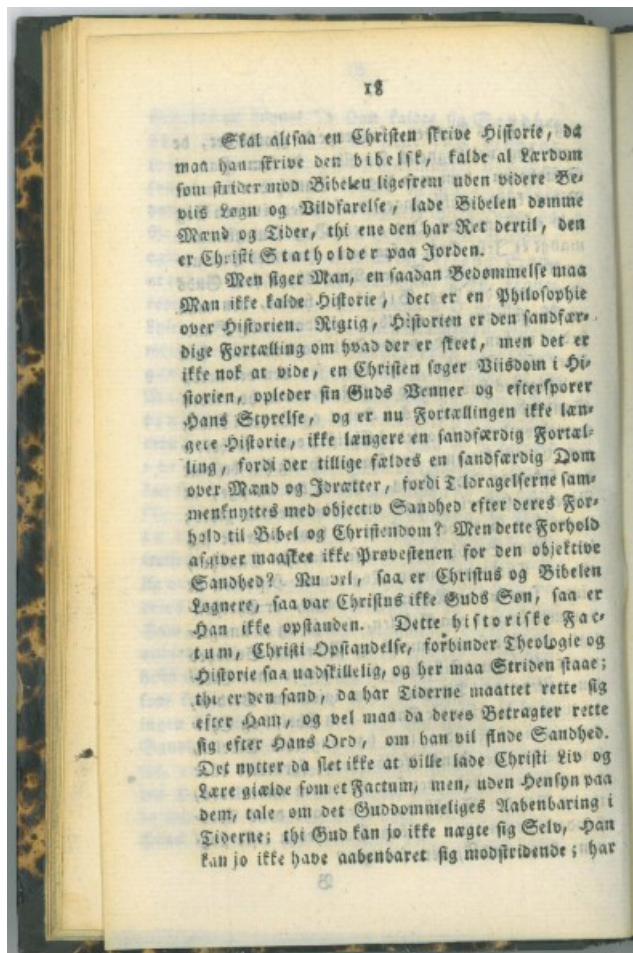 18
Skal altsaa en Christen skrive Historie, da
maa han skrive den bibelsk, kalde al Lærdom
som strider mod Bibelen ligefrem uden videre Be-
viis Løgn og Vildfarelse, lade Bibelen dømme
Mænd og Tider, thi ene den har Ret dertil, den
er Christi Statholder paa Jorden.
Men siger Man, en saadan Bedømmelse maa
Man ikke kalde Historie, det er en Philosophie
over Historien. Rigtig, Historien er den sandfær-
dige Fortælling om hvad der er skeet, men det er
ikke nok at vide, en Christen søger Viisdom i Hi-
storien, opleder sin Guds Venner og eftersporer
Hans Styrelse, og er nu Fortællingen ikke læn-
gere Historie, ikke længere en sandfærdig Fortæl-
ling, fordi der tillige fældes en sandfærdig Dom
over Mænd og Idrætter, fordi Tildragelserne sam-
menknyttes med objectiv Sandhed efter deres For-
hold til Bibel og Christendom? Men dette Forhold
afgiver maaskee ikke Prøvestenen for den objektive
Sandhed? Nu vel, saa er Christus og Bibelen
Løgnere, saa var Christus ikke Guds Søn, saa er
Han ikke opstanden. Dette historiske Fac-
tum, Christi Opstandelse, forbinder Theologie og
Historie saa uadskillelig, og her maa Striden staae;
thi er den sand, da har Tiderne maattet rette sig
efter Ham, og vel maa da deres Betragter rette
sig efter Hans Ord, om han vil finde Sandhed.
Det nytter da slet ikke at ville lade Christi Liv og
Lære gjælde som et Factum, men, uden Hensyn paa
dem, tale om det Guddommeliges Aabenbaring i
Tiderne; thi Gud kan jo ikke nægte sig Selv, Han
kan jo ikke have aabenbaret sig modstridende; har